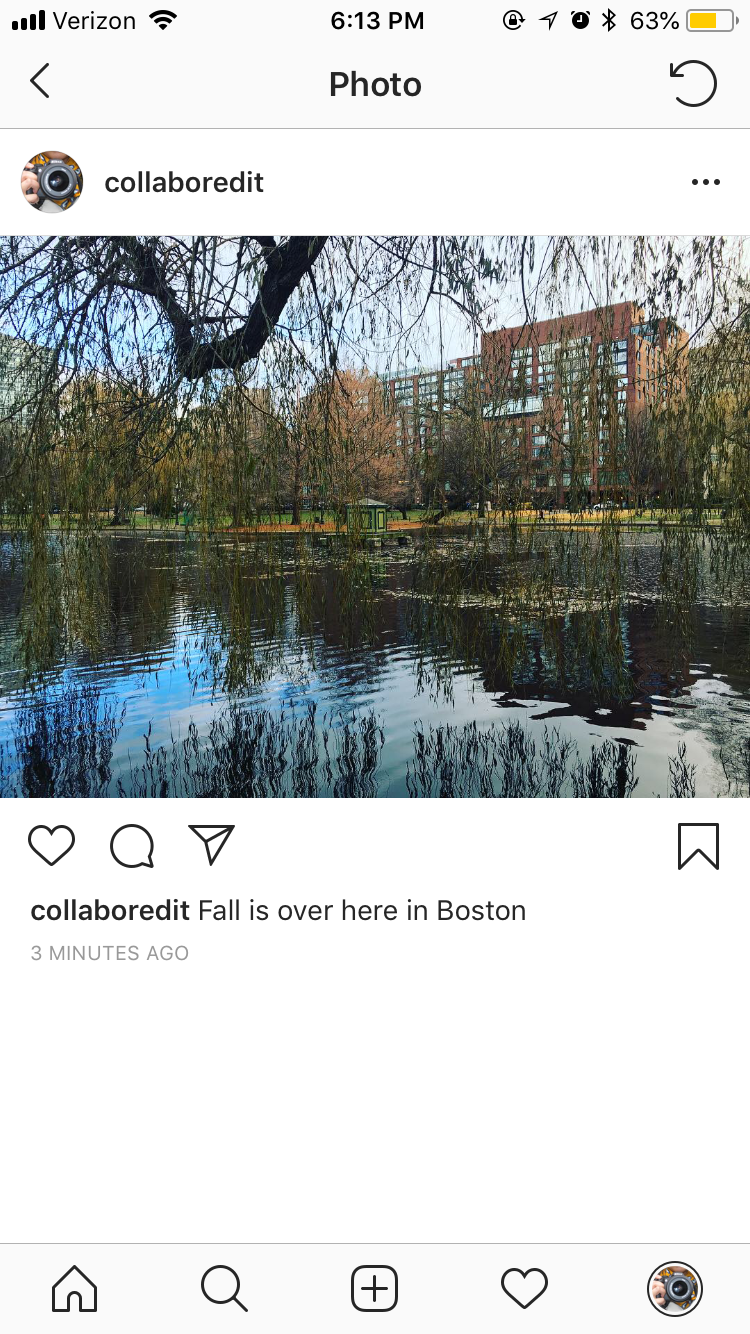 Verizon 6:13 PM 63%
Photo
collaboredit
collaboredit Fall is over here in Boston
3 MINUTES AGO